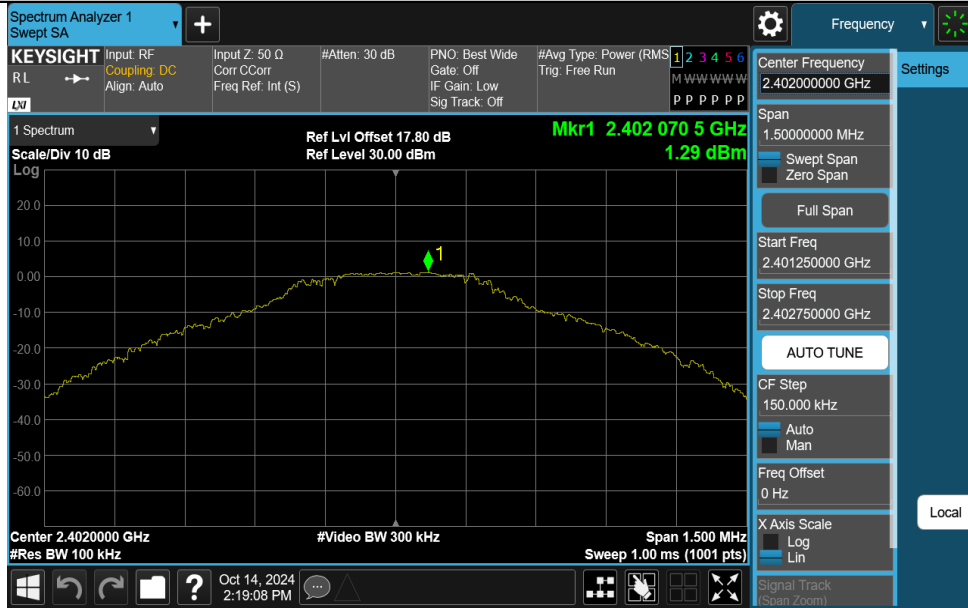 Spectrum Analyzer 1
Swept SA
+
Frequency
KEYSIGHT
R L
LXI
Input: RF
Coupling: DC
Align: Auto
Input Z: 50 Ω
Corr CCorr
Freq Ref: Int (S)
#Atten: 30 dB
PNO: Best Wide
Gate: Off
IF Gain: Low
Sig Track: Off
#Avg Type: Power (RMS
Trig: Free Run
1 2 3 4 5 6
M W W W W W
P P P P P P
1 Spectrum
Scale/Div 10 dB
Ref Lvl Offset 17.80 dB
Ref Level 30.00 dBm
Mkr1 2.402 070 5 GHz
1.29 dBm
Log
20.0
10.0
0.00
-10.0
-20.0
-30.0
-40.0
-50.0
-60.0
1
Center 2.4020000 GHz
#Res BW 100 kHz
#Video BW 300 kHz
Span 1.500 MHz
Sweep 1.00 ms (1001 pts)
Center Frequency
2.402000000 GHz
Span
1.50000000 MHz
Swept Span
Zero Span
Full Span
Start Freq
2.401250000 GHz
Stop Freq
2.402750000 GHz
AUTO TUNE
CF Step
150.000 kHz
Auto
Man
Freq Offset
0 Hz
X Axis Scale
Log
Lin
Signal Track
(Span Zoom)
Settings
Local
?
Oct 14, 2024
2:19:08 PM